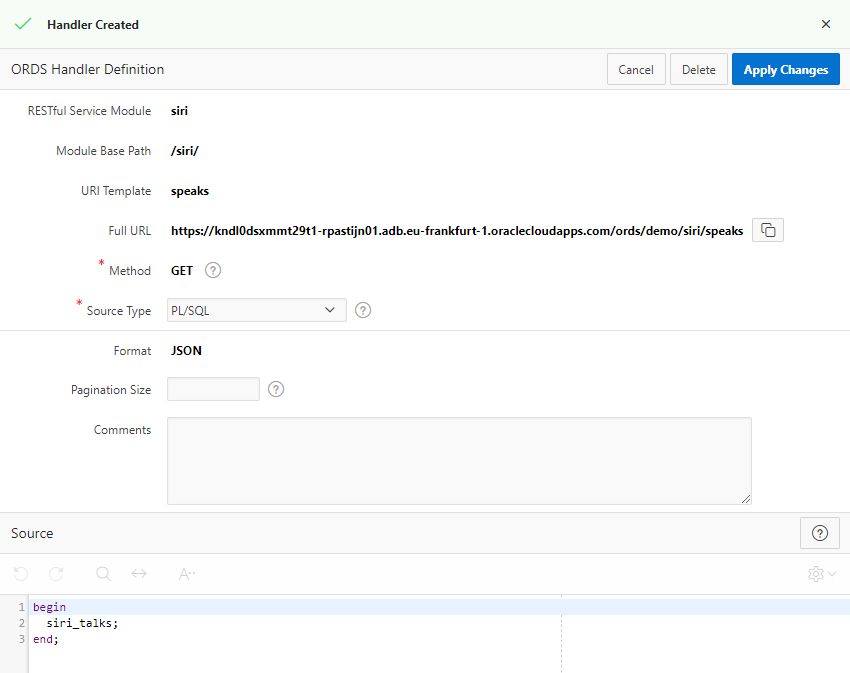 Handler Created
ORDS Handler Definition Cancel Delete Apply Changes
RESTful Service Module siri
Module Base Path /siri/
URI Template speaks
Full URL https://kndl0dsxmmt29t1-rpastijn01.adb.eu-frankfurt-1.oraclecloudapps.com/ords/demo/siri/speaks
* Method GET ?
* Source Type PL/SQL ?
Format JSON
Pagination Size ?
Comments
Source ?
A··
1 begin
2 siri_talks;
3 end;